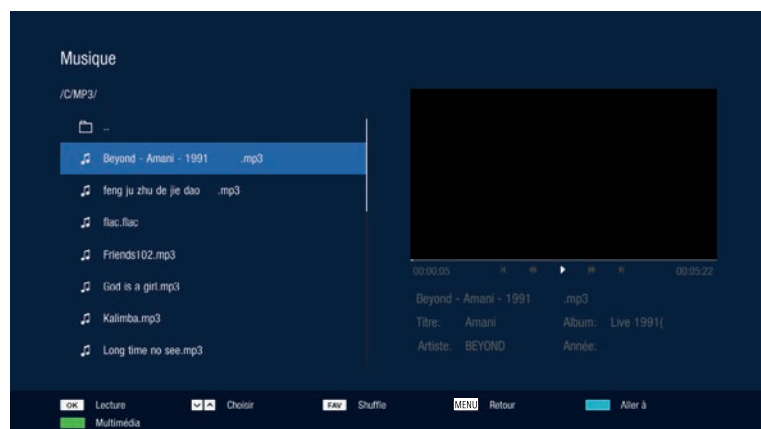 Musique
/C/MP3/
..
Beyond - Amani - 1991 .mp3
feng ju zhu de jie dao .mp3
flac.flac
Friends102.mp3
God is a girl.mp3
Kalimba.mp3
Long time no see.mp3
00:00:05 00:05:22
Beyond - Amani - 1991 .mp3
Titre: Amani Album: Live 1991(
Artiste: BEYOND Année:
OK Lecture Choisir FAV Shuffle MENU Retour Aller à
Multimédia